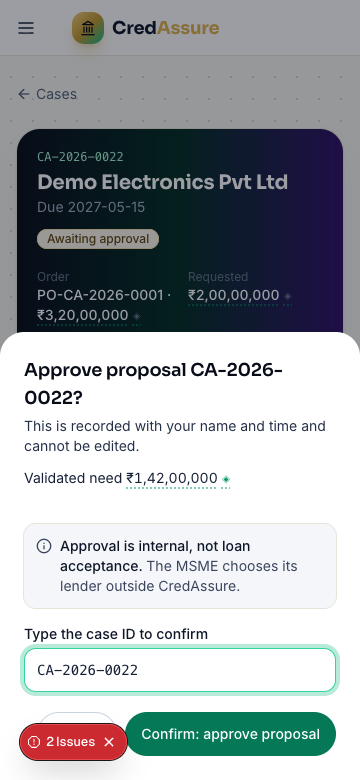 CredAssure
Cases
CA-2026-0022
Demo Electronics Pvt Ltd
Due 2027-05-15
Awaiting approval
Order
PO-CA-2026-0001 ·
₹3,20,00,000
Requested
₹2,00,00,000
Approve proposal CA-2026-
0022?
This is recorded with your name and time and
cannot be edited.
Validated need ₹1,42,00,000
Approval is internal, not loan
acceptance. The MSME chooses its
lender outside CredAssure.
Type the case ID to confirm
CA-2026-0022
2 Issues
Confirm: approve proposal